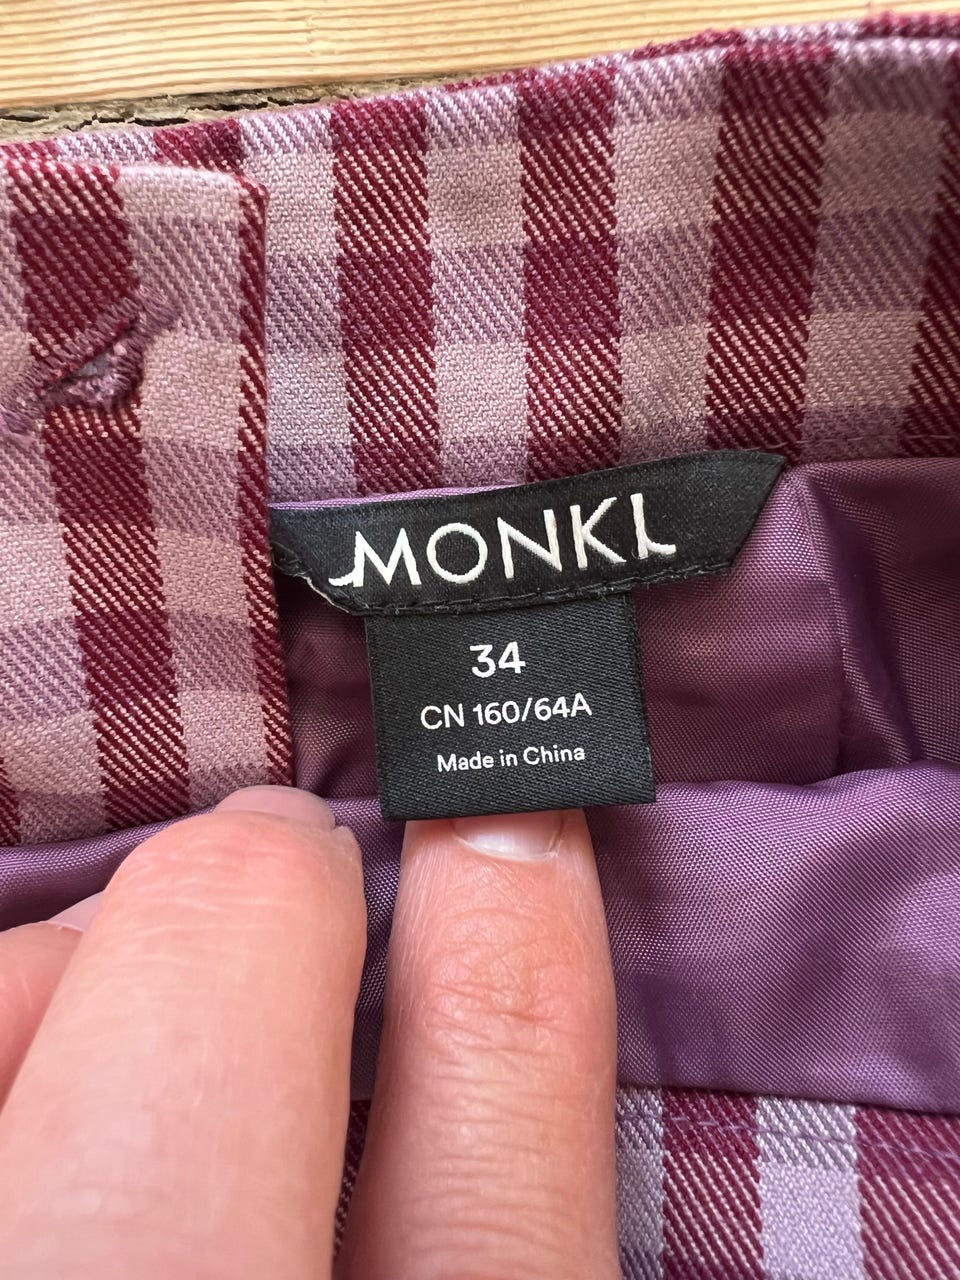 MONKI
34
CN 160/64A
Made in China